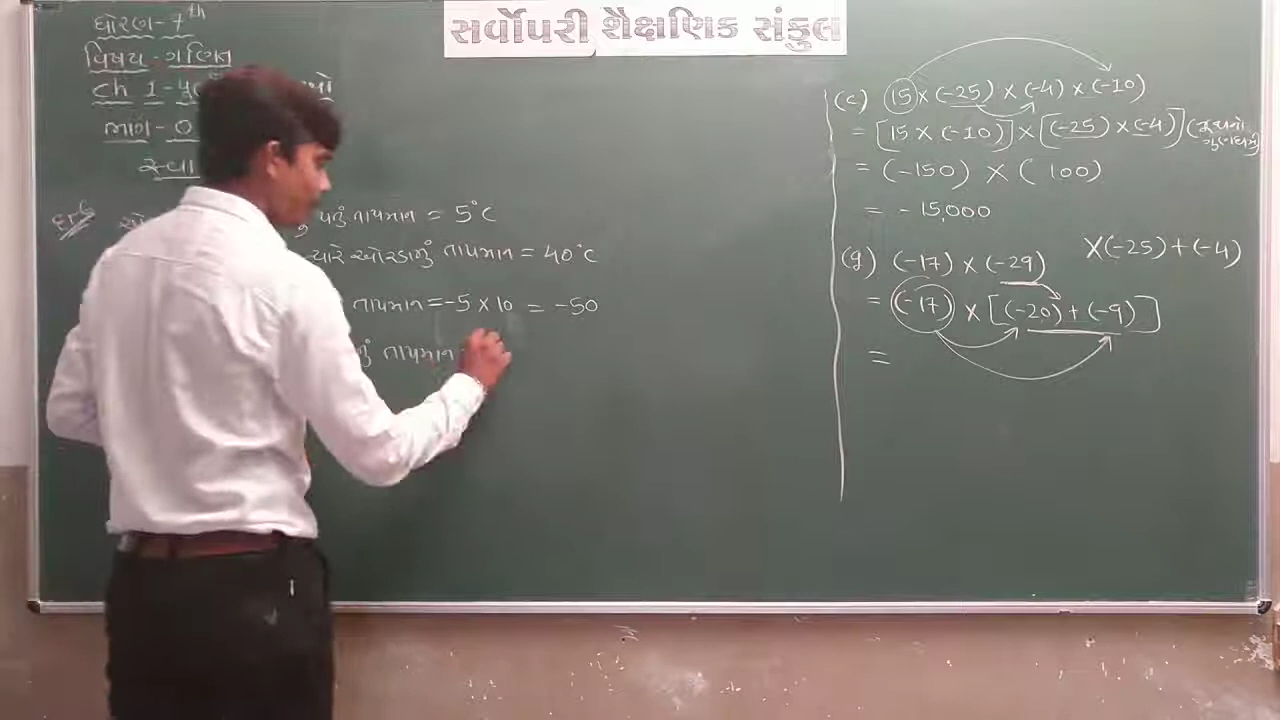 સર્વોપરી શૈક્ષણિક સંકુલ
ધોરણ - 7th
વિષય - ગણિત
ch 1 -
ભાગ - 0
સ્વા
તાપમાન = 5°C
ત્યારે ઓરડાનું તાપમાન = 40°C
તાપમાન = -5 × 10 = -50
તાપમાન
(c) 15 × (-25) × (-4) × (-10)
= [15 × (-10)] × [(-25) × (-4)]
= (-150) × ( 100)
= - 15,000
(g) (-17) × (-29)
×(-25)+(-4)
= (-17) × [(-20) + (-9)]
=